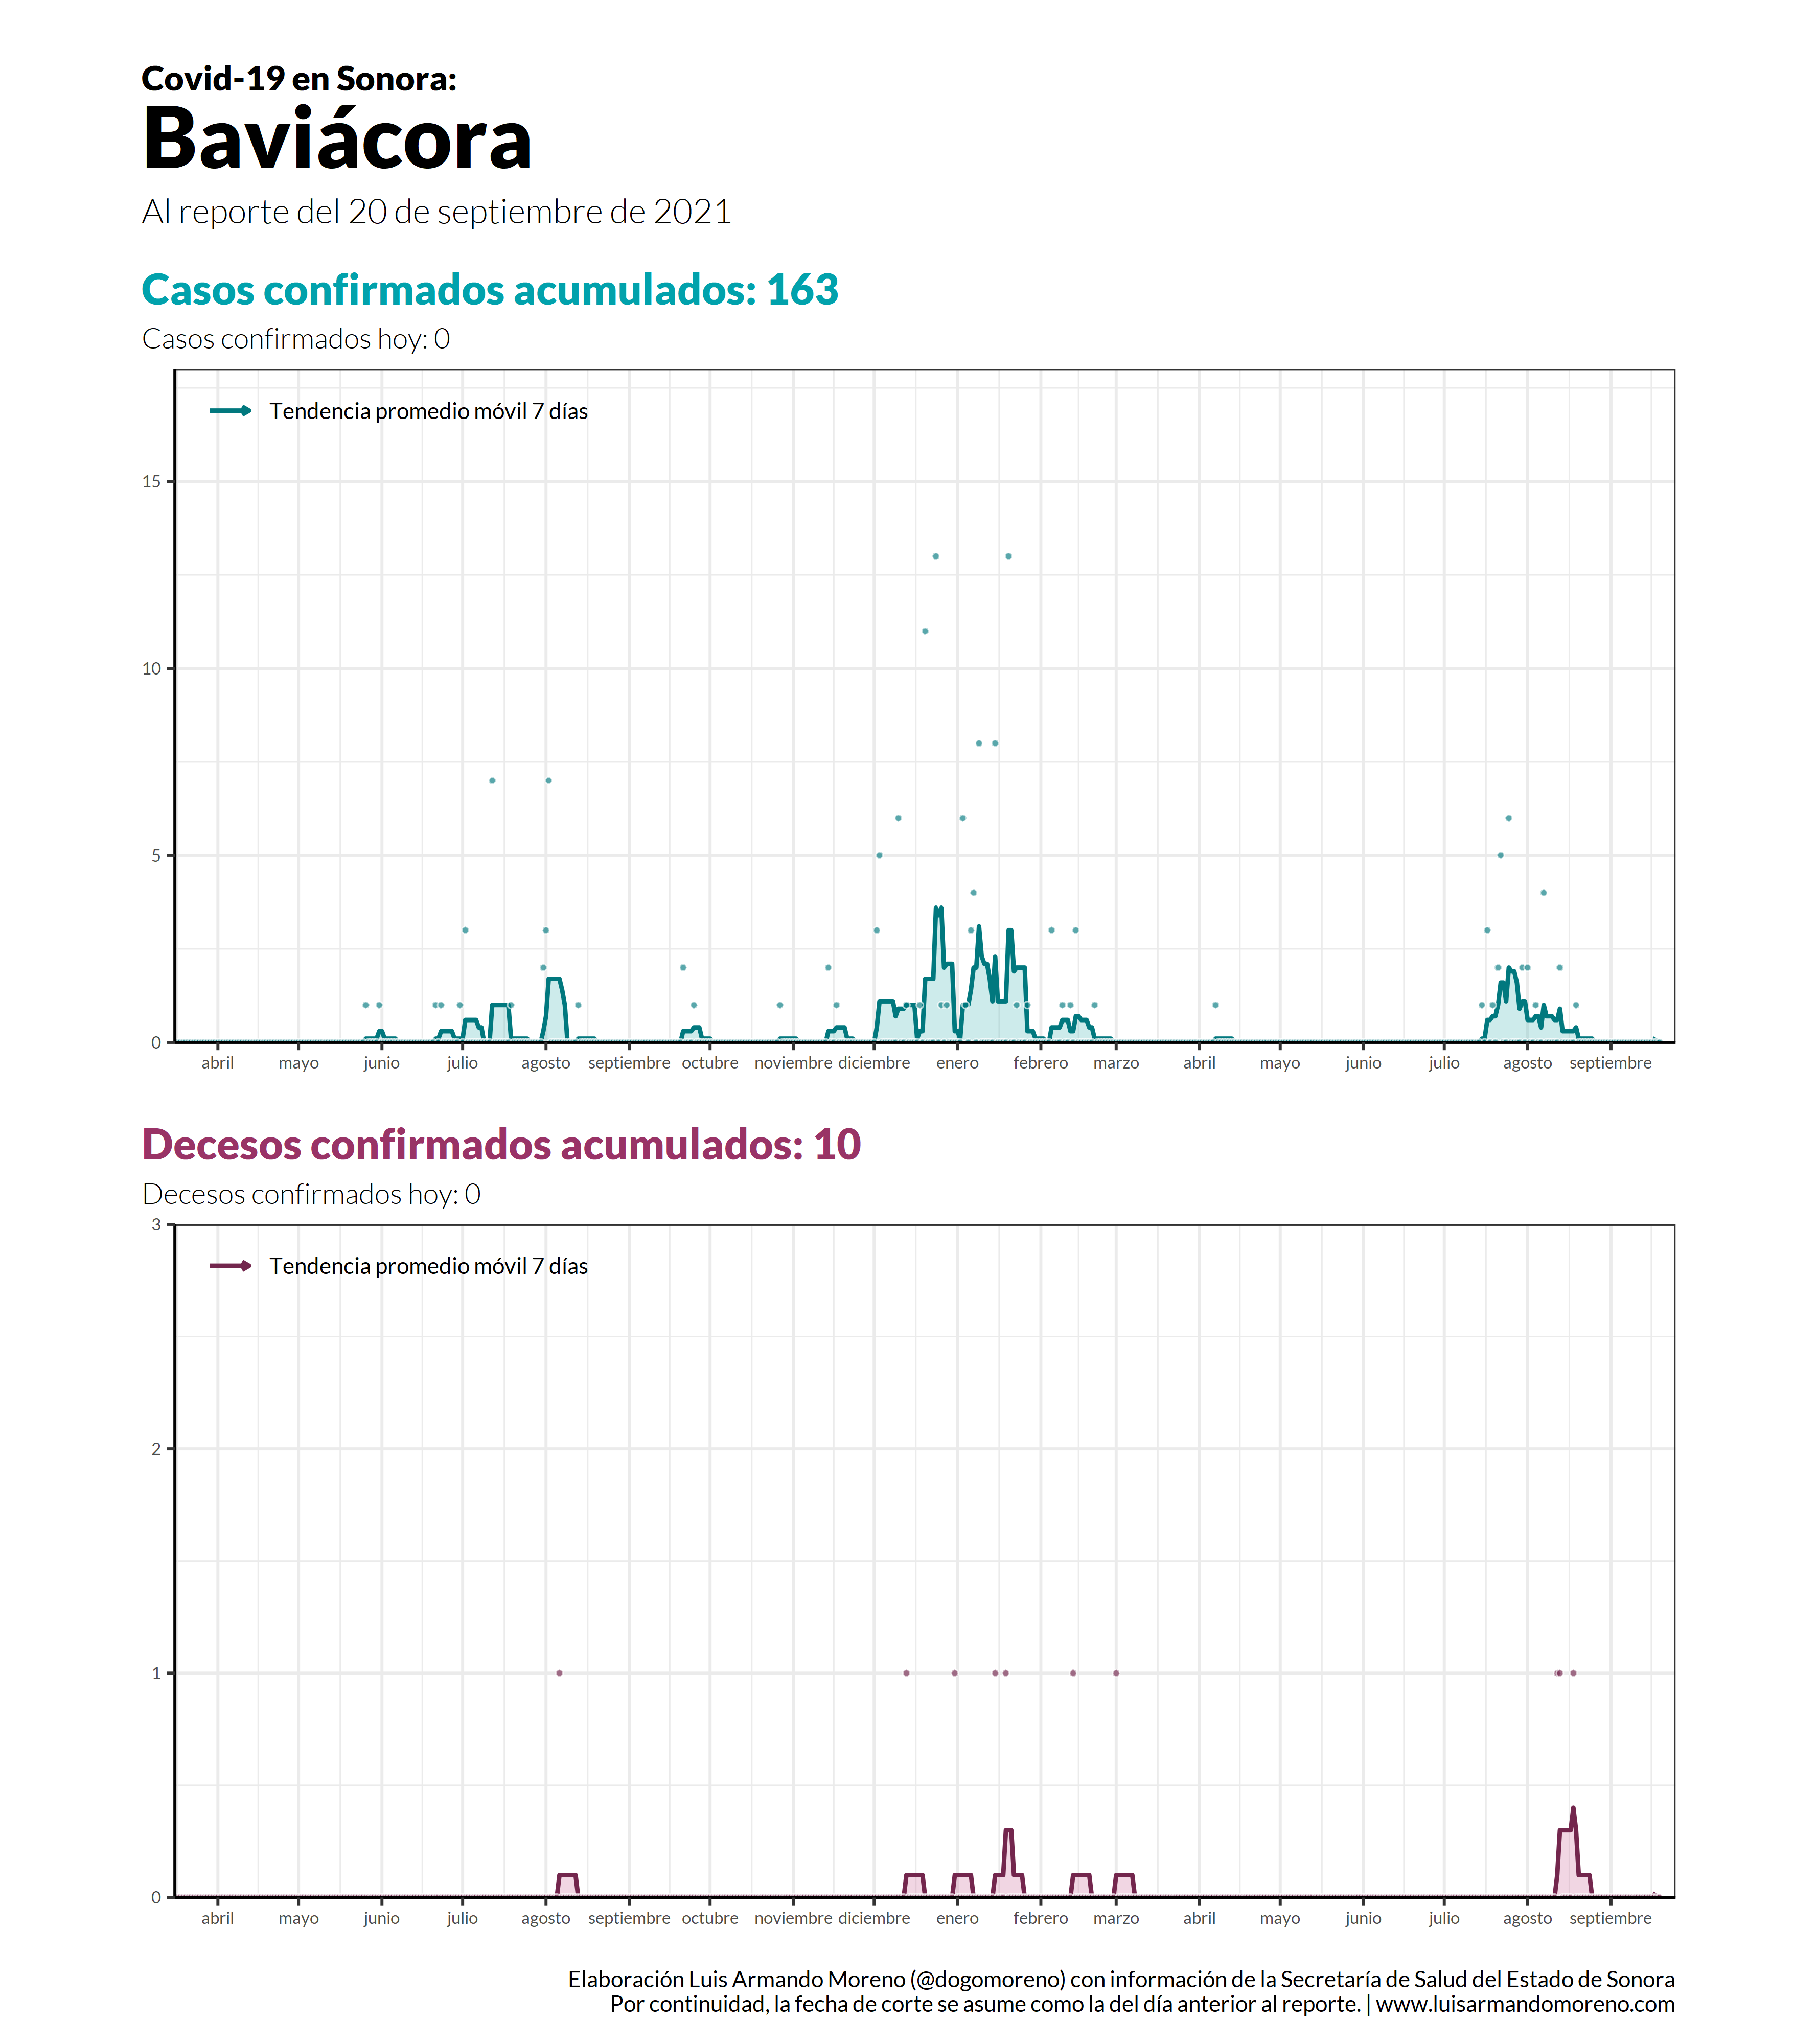 Covid-19 en Sonora:
Baviácora
Al reporte del 20 de septiembre de 2021
Casos confirmados acumulados: 163
Casos confirmados hoy: 0
Tendencia promedio móvil 7 días
15
10
5
0
abril mayo junio julio agosto septiembre octubre noviembre diciembre enero febrero marzo abril mayo junio julio agosto septiembre
Decesos confirmados acumulados: 10
Decesos confirmados hoy: 0
3
Tendencia promedio móvil 7 días
2
1
0
abril mayo junio julio agosto septiembre octubre noviembre diciembre enero febrero marzo abril mayo junio julio agosto septiembre
Elaboración Luis Armando Moreno (@dogomoreno) con información de la Secretaría de Salud del Estado de Sonora
Por continuidad, la fecha de corte se asume como la del día anterior al reporte. | www.luisarmandomoreno.com